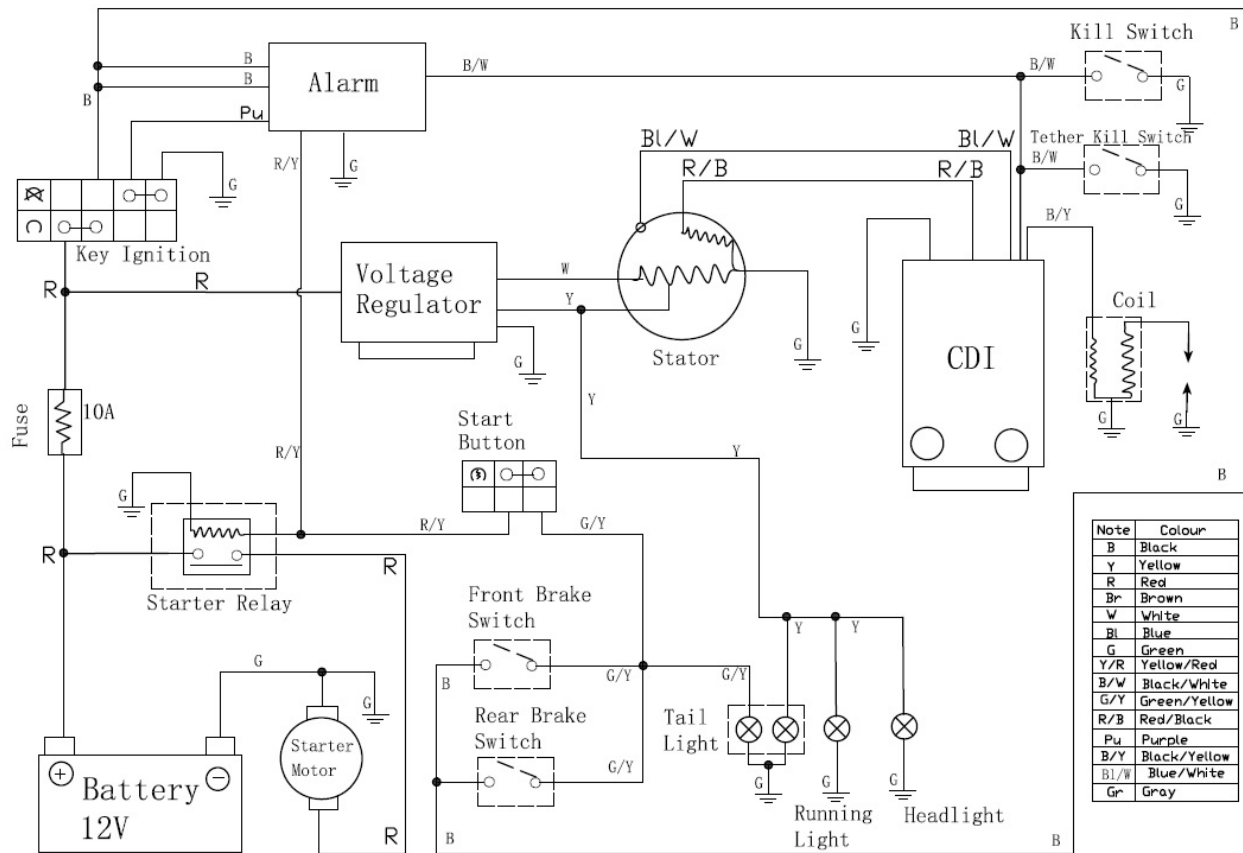 B
Kill Switch
B
B
B
Alarm
B/W
B/W
G
Pu
R/Y
G
G
Bl/W
Bl/W
R/B
R/B
Tether Kill Switch
B/W
G
B/Y
Key Ignition
R
R
Voltage
Regulator
W
Y
G
Stator
G
G
CDI
Coil
G
G
Fuse
10A
Y
Y
Start
Button
R/Y
G
R/Y
G/Y
R
R
Starter Relay
B
Front Brake
Switch
B
G/Y
G/Y
Y
Y
Rear Brake
Switch
G/Y
Tail
Light
G
G
G
Running
Light
Headlight
G
G
Starter
Motor
Battery
12V
R
B
B
Note Colour
B Black
Y Yellow
R Red
Br Brown
W White
Bl Blue
G Green
Y/R Yellow/Red
B/W Black/White
G/Y Green/Yellow
R/B Red/Black
Pu Purple
B/Y Black/Yellow
Bl/W Blue/White
Gr Gray